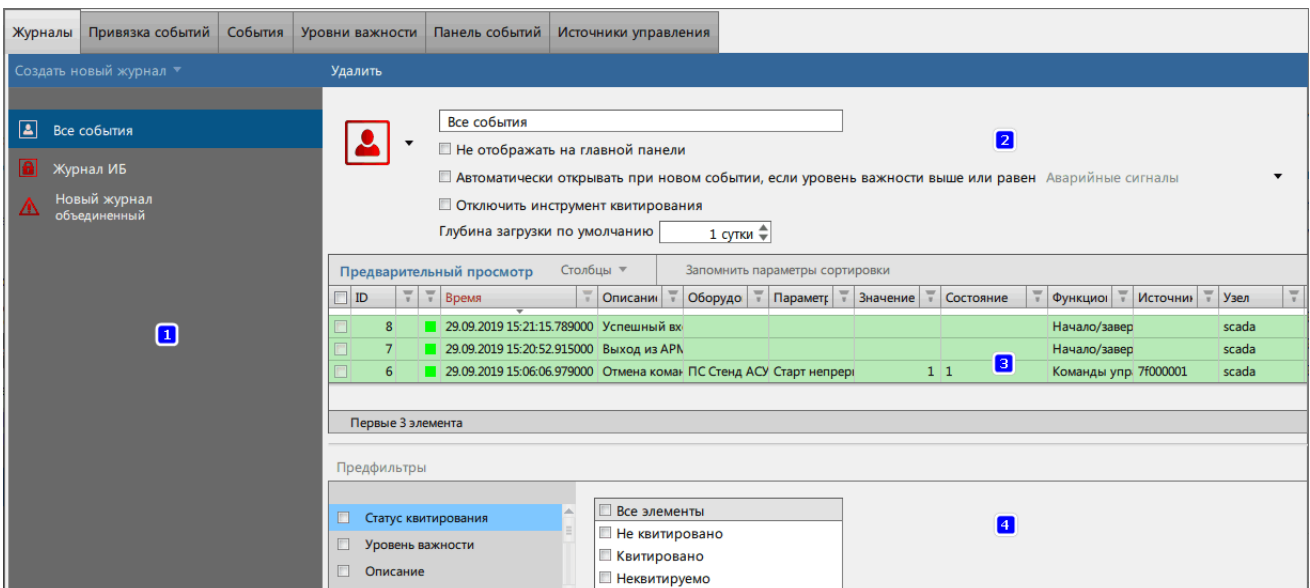 Журналы Привязка событий События Уровни важности Панель событий Источники управления
Создать новый журнал Удалить
Все события
Журнал ИБ
Новый журнал
объединенный
1
Все события
2
Не отображать на главной панели
Автоматически открывать при новом событии, если уровень важности выше или равен Аварийные сигналы
Отключить инструмент квитирования
Глубина загрузки по умолчанию 1 сутки
Предварительный просмотр Столбцы Запомнить параметры сортировки
ID Время Описани Оборудо Параметр Значение Состояние Функцио Источни Узел
8 29.09.2019 15:21:15.789000 Успешный вх Начало/завер scada
7 29.09.2019 15:20:52.915000 Выход из АРМ Начало/завер scada
6 29.09.2019 15:06:06.979000 Отмена коман ПС Стенд АСУ Старт непрер 1 1 Команды упр 7f000001 scada
3
Первые 3 элемента
Предфильтры
Статус квитирования
Уровень важности
Описание
Все элементы
Не квитировано
Квитировано
Неквитируемо
4